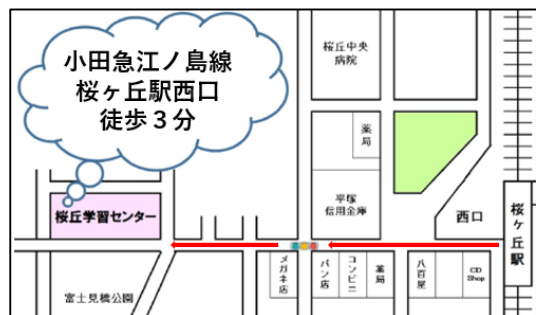 小田急江ノ島線
桜ヶ丘駅西口
徒歩3分
桜丘中央
病院
薬局
平塚
信用金庫
西口
桜ヶ丘駅
桜丘学習センター
メガネ店
パン店
コンビニ
薬局
八百屋
CD
Shop
富士見橋公園